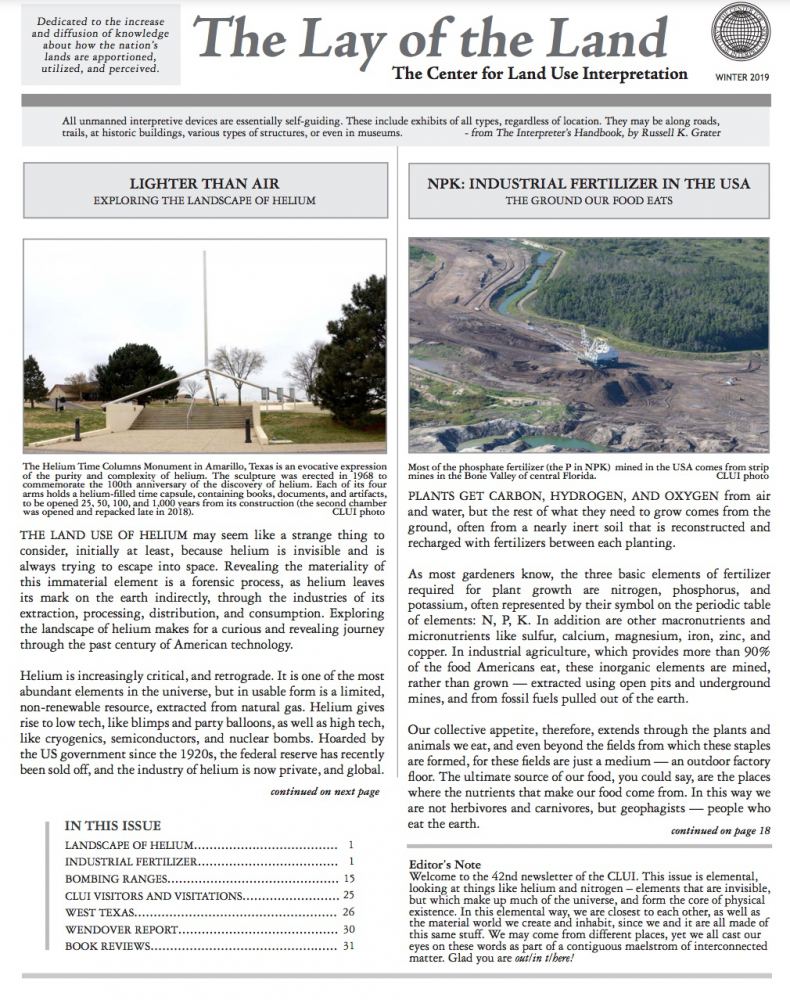 Dedicated to the increase
and diffusion of knowledge
about how the nation's
lands are apportioned,
utilized, and perceived.
The Lay of the Land
The Center for Land Use Interpretation
WINTER 2019
All unmanned interpretive devices are essentially self-guiding. These include exhibits of all types, regardless of location. They may be along roads,
trails, at historic buildings, various types of structures, or even in museums. - from The Interpreter's Handbook, by Russell K. Grater
LIGHTER THAN AIR
EXPLORING THE LANDSCAPE OF HELIUM
The Helium Time Columns Monument in Amarillo, Texas is an evocative expression
of the purity and complexity of helium. The sculpture was erected in 1968 to
commemorate the 100th anniversary of the discovery of helium. Each of its four
arms holds a helium-filled time capsule, containing books, documents, and artifacts,
to be opened 25, 50, 100, and 1,000 years from its construction (the second chamber
was opened and repacked late in 2018). CLUI photo
THE LAND USE OF HELIUM may seem like a strange thing to
consider, initially at least, because helium is invisible and is
always trying to escape into space. Revealing the materiality of
this immaterial element is a forensic process, as helium leaves
its mark on the earth indirectly, through the industries of its
extraction, processing, distribution, and consumption. Exploring
the landscape of helium makes for a curious and revealing journey
through the past century of American technology.
Helium is increasingly critical, and retrograde. It is one of the most
abundant elements in the universe, but in usable form is a limited,
non-renewable resource, extracted from natural gas. Helium gives
rise to low tech, like blimps and party balloons, as well as high tech,
like cryogenics, semiconductors, and nuclear bombs. Hoarded by
the US government since the 1920s, the federal reserve has recently
been sold off, and the industry of helium is now private, and global.
continued on next page
IN THIS ISSUE
LANDSCAPE OF HELIUM.................................. 1
INDUSTRIAL FERTILIZER................................. 1
BOMBING RANGES....................................... 15
CLUI VISITORS AND VISITATIONS....................... 25
WEST TEXAS............................................. 26
WENDOVER REPORT..................................... 30
BOOK REVIEWS.......................................... 31
NPK: INDUSTRIAL FERTILIZER IN THE USA
THE GROUND OUR FOOD EATS
Most of the phosphate fertilizer (the P in NPK) mined in the USA comes from strip
mines in the Bone Valley of central Florida. CLUI photo
PLANTS GET CARBON, HYDROGEN, AND OXYGEN from air
and water, but the rest of what they need to grow comes from the
ground, often from a nearly inert soil that is reconstructed and
recharged with fertilizers between each planting.
As most gardeners know, the three basic elements of fertilizer
required for plant growth are nitrogen, phosphorus, and
potassium, often represented by their symbol on the periodic table
of elements: N, P, K. In addition are other macronutrients and
micronutrients like sulfur, calcium, magnesium, iron, zinc, and
copper. In industrial agriculture, which provides more than 90%
of the food Americans eat, these inorganic elements are mined,
rather than grown — extracted using open pits and underground
mines, and from fossil fuels pulled out of the earth.
Our collective appetite, therefore, extends through the plants and
animals we eat, and even beyond the fields from which these staples
are formed, for these fields are just a medium — an outdoor factory
floor. The ultimate source of our food, you could say, are the places
where the nutrients that make our food come from. In this way we
are not herbivores and carnivores, but geophagists — people who
eat the earth.
continued on page 18
Editor's Note
Welcome to the 42nd newsletter of the CLUI. This issue is elemental,
looking at things like helium and nitrogen – elements that are invisible,
but which make up much of the universe, and form the core of physical
existence. In this elemental way, we are closest to each other, as well as
the material world we create and inhabit, since we and it are all made of
this same stuff. We may come from different places, yet we all cast our
eyes on these words as part of a contiguous maelstrom of interconnected
matter. Glad you are out/in t/here!